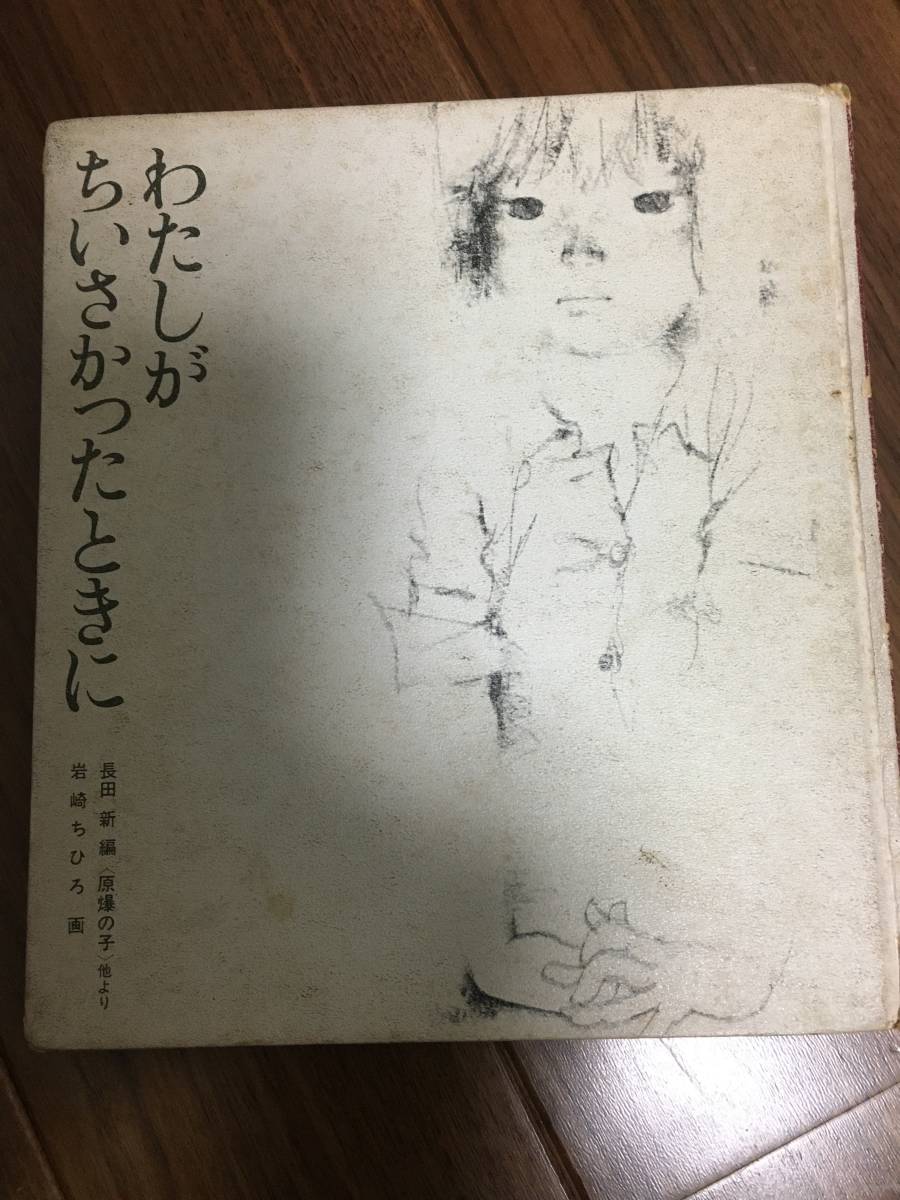 わたしが
ちいさかったときに
長田 新 編〈原爆の子〉他より
岩崎ちひろ 画